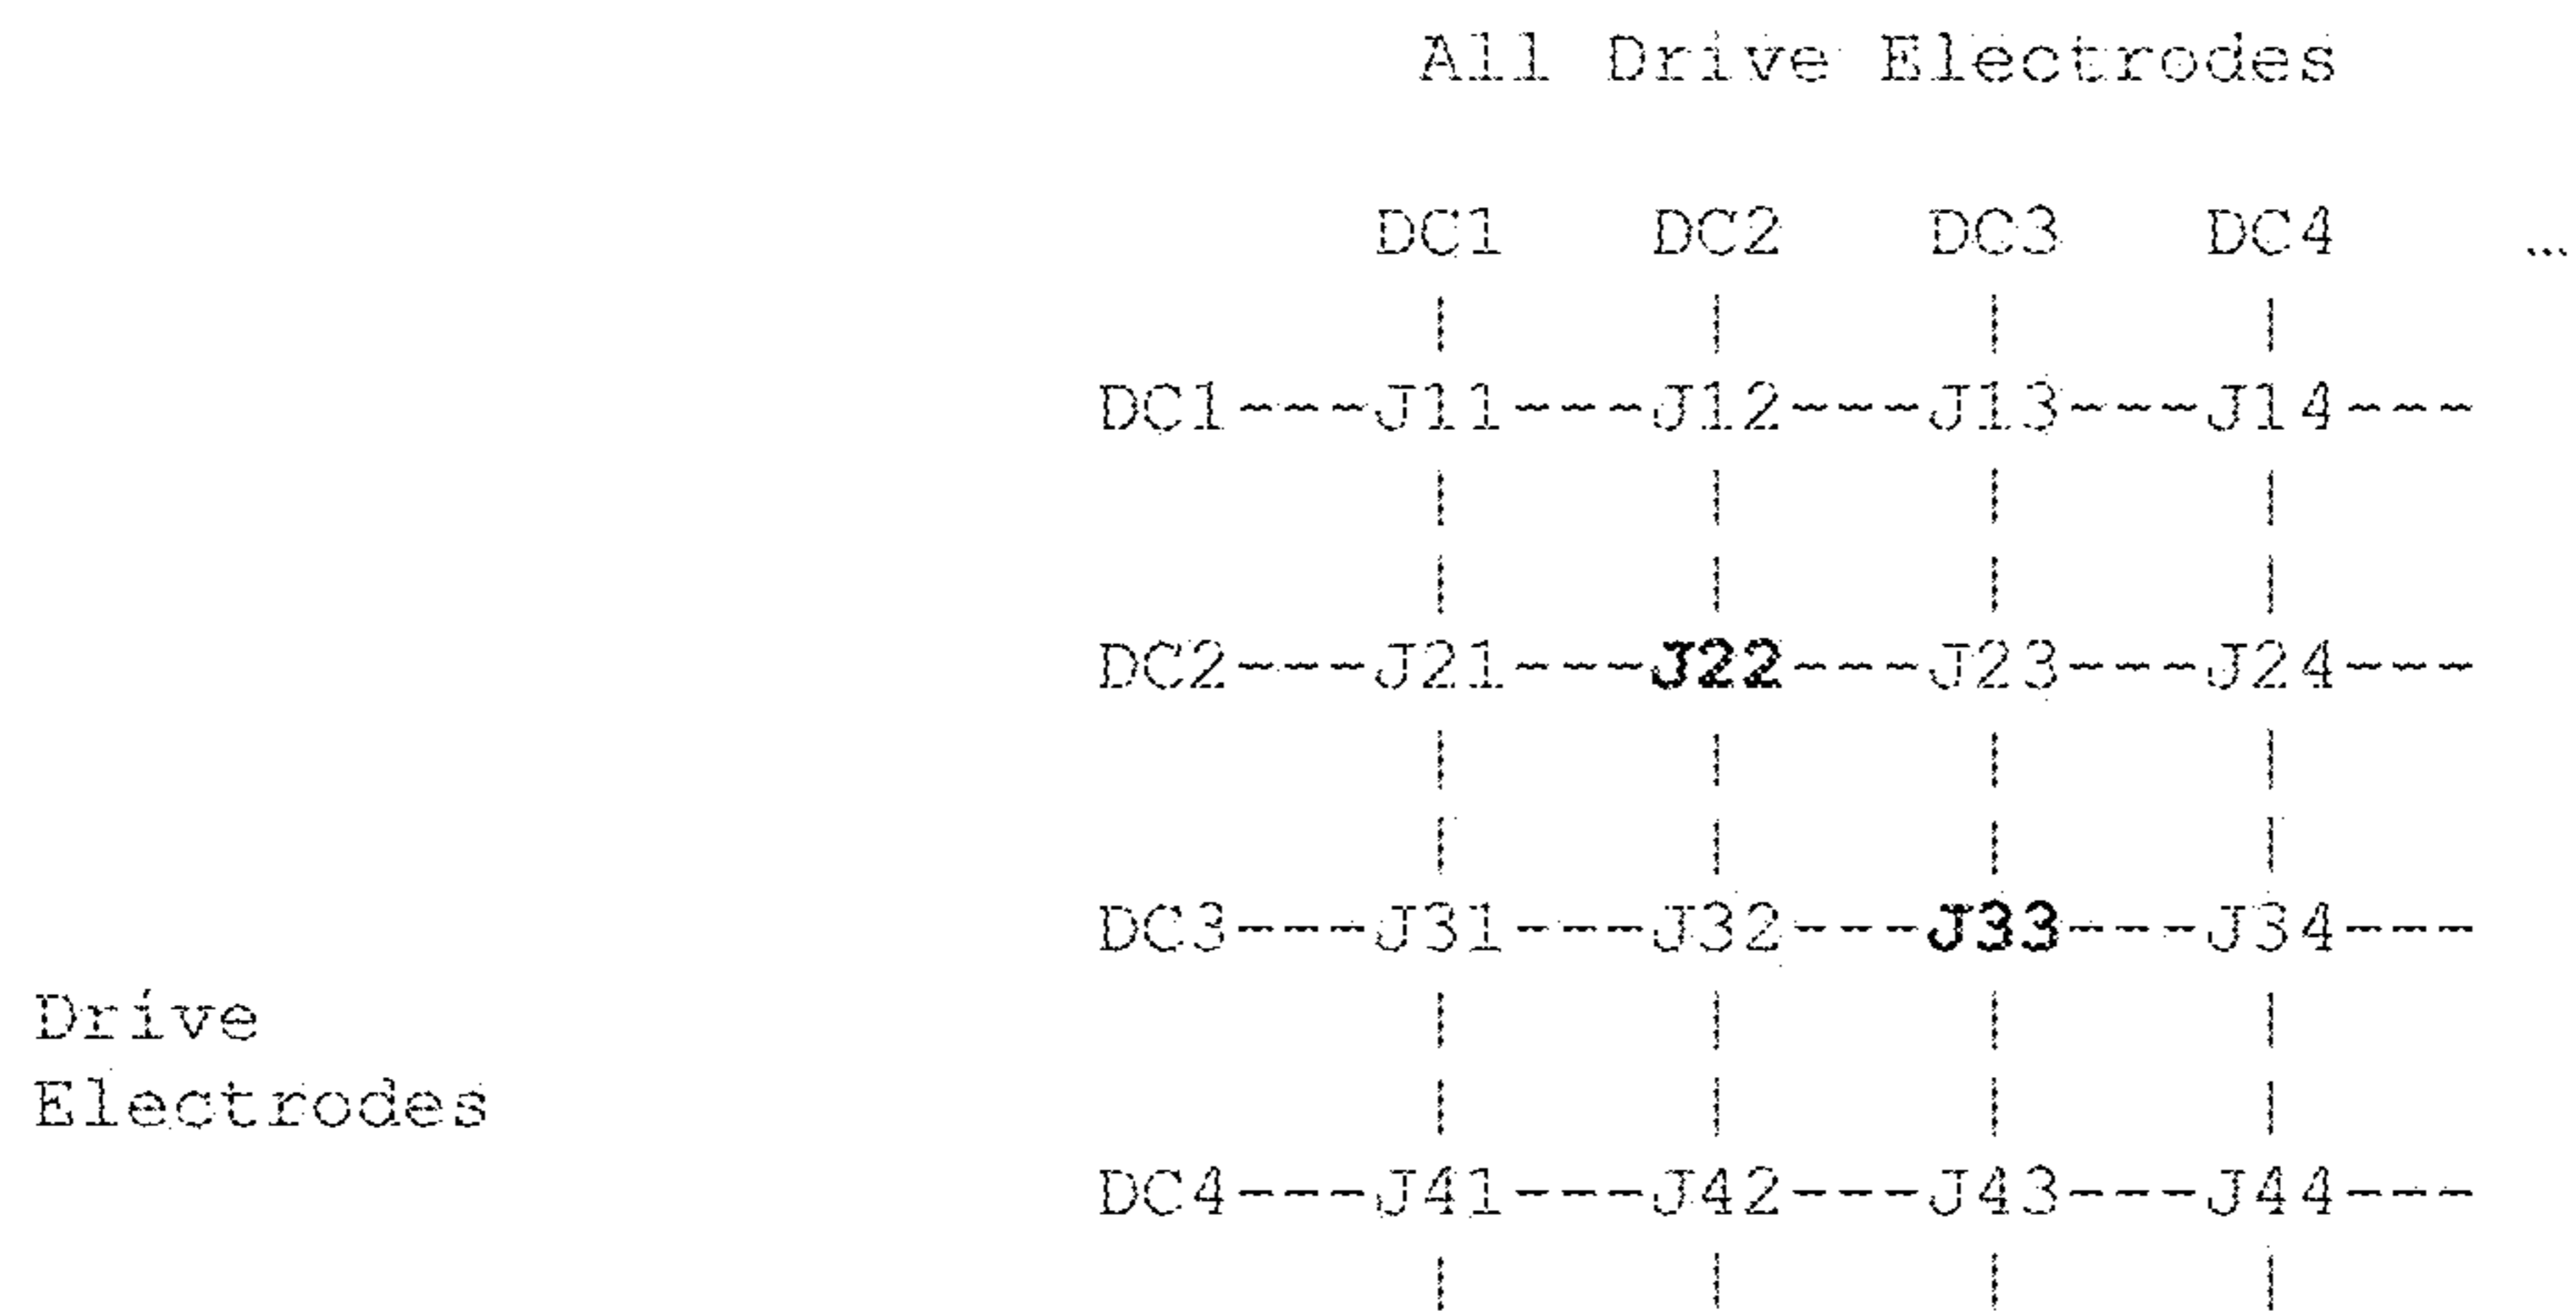 All Drive Electrodes
DC1 DC2 DC3 DC4 …
| | | |
DC1---J11---J12---J13---J14---
| | | |
| | | |
DC2---J21---J22---J23---J24---
| | | |
| | | |
DC3---J31---J32---J33---J34---
Drive | | | |
Electrodes | | | |
DC4---J41---J42---J43---J44---
| | | |